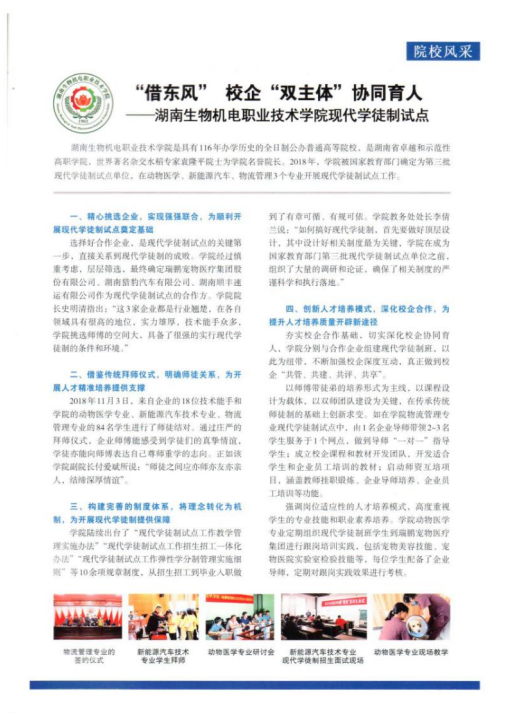 院校风采
“借东风” 校企“双主体”协同育人
——湖南生物机电职业技术学院现代学徒制试点
湖南生物机电职业技术学院是具有116年办学历史的全日制公办普通高等院校，是湖南省卓越和示范性
高职学院，世界著名杂交水稻专家袁隆平院士为学院名誉院长。2018年，学院被国家教育部门确定为第三批
现代学徒制试点单位，在动物医学、新能源汽车、物流管理3个专业开展现代学徒制试点工作。
一、精心挑选企业，实现强强联合，为顺利开
展现代学徒制试点奠定基础
选择好合作企业，是现代学徒制试点的关键第
一步，直接关系到现代学徒制的成败。学院经过慎
重考虑，层层筛选，最终确定瑞鹏宠物医疗集团股
份有限公司、湖南猎豹汽车有限公司、湖南顺丰速
运有限公司作为现代学徒制试点的合作方。学院院
长史明清指出：“这3家企业都是行业翘楚，在各自
领域具有很高的地位，实力雄厚，技术能手众多，
学院挑选师傅的空间大，具备了很强的实行现代学
徒制的条件和环境。”
二、借鉴传统拜师仪式，明确师徒关系，为开
展人才精准培养提供支撑
2018年11月3日，来自企业的18位技术能手和
学院的动物医学专业、新能源汽车技术专业、物流
管理专业的84名学生进行了师徒结对。通过庄严的
拜师仪式，企业师傅能感受到学徒们的真挚情谊，
学徒亦能向师傅表达自己尊师重学的志向。正如该
学院副院长付爱斌所说：“师徒之间应亦师亦友亦亲
人，结缔深厚情谊”。
三、构建完善的制度体系，将理念转化为机
制，为开展现代学徒制提供保障
学院陆续出台了“现代学徒制试点工作教学管
理实施办法”“现代学徒制试点工作招生招工一体化
办法”“现代学徒制试点工作弹性学分制管理实施细
则”等10余项规章制度，从招生招工到毕业入职做
到了有章可循、有规可依。学院教务处处长李倩
兰说：“如何搞好现代学徒制，首先要做好顶层设
计，其中设计好相关制度最为关键，学院在成为
国家教育部门第三批现代学徒制试点单位之前，
组织了大量的调研和论证，确保了相关制度的严
谨科学和执行落地。”
四、创新人才培养模式，深化校企合作，为
提升人才培养质量开辟新途径
夯实校企合作基础，切实深化校企协同育
人，学院分别与合作企业组建现代学徒制班，以
此为纽带，不断加强校企深度互动，真正做到校
企“共管、共建、共评、共享”。
以师傅带徒弟的培养形式为主线，以课程设
计为载体，以双师团队建设为关键，在传承传统
师徒制的基础上创新求变。如在学院物流管理专
业现代学徒制试点中，由1名企业导师带领2~3名
学生服务于1个网点，做到导师“一对一”指导
学生；成立校企课程和教材开发团队，开发适合
学生和企业员工培训的教材；启动师资互培项
目，涵盖教师挂职锻炼、企业导师培养、企业员
工培训等功能。
强调岗位适应性的人才培养模式，高度重视
学生的专业技能和职业素养培养。学院动物医学
专业定期组织现代学徒制班学生到瑞鹏宠物医疗
集团进行跟岗培训实践，包括宠物美容技能、宠
物医院实验室检验技能等，每位学生配备了企业
导师，定期对跟岗实践效果进行考核。
物流管理专业的
签约仪式
新能源汽车技术
专业学生拜师
动物医学专业研讨会
新能源汽车技术专业
现代学徒制招生面试现场
动物医学专业现场教学